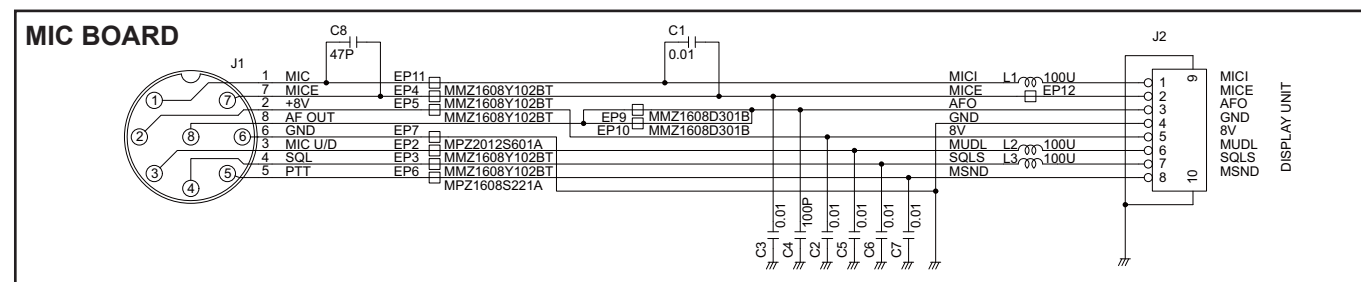 MIC BOARD
C8
47P
C1
0.01
J1
J2
1 MIC EP11 MICI L1 100U 1 9 MICI
MMZ1608Y102BT
7 MICE EP4 MICE EP12 2 MICE
MMZ1608Y102BT
2 +8V EP5 AFO 3 AFO
MMZ1608Y102BT
EP9 MMZ1608D301B
8 AF OUT GND 4 GND
EP10 MMZ1608D301B
6 GND EP7 8V 5 8V
MPZ2012S601A
3 MIC U/D EP2 MUDL L2 100U 6 MUDL
MMZ1608Y102BT
4 SQL EP3 SQLS L3 100U 7 SQLS
MMZ1608Y102BT
5 PTT EP6 MSND 8 10 MSND
MPZ1608S221A
1 7
2 8 6
3 5
4
DISPLAY UNIT
C3 0.01
C4 100P
C2 0.01
C5 0.01
C6 0.01
C7 0.01